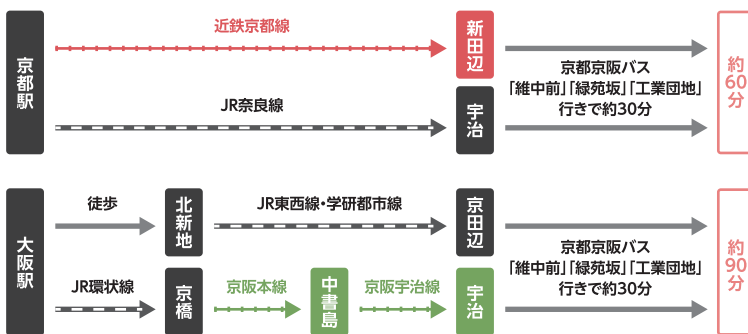 京都駅
近鉄京都線
新田辺
JR奈良線
宇治
京都京阪バス
「維中前」「緑苑坂」「工業団地」
行きで約30分
約60分
大阪駅
徒歩
北新地
JR東西線・学研都市線
京田辺
JR環状線
京橋
京阪本線
中書島
京阪宇治線
宇治
京都京阪バス
「維中前」「緑苑坂」「工業団地」
行きで約30分
約90分